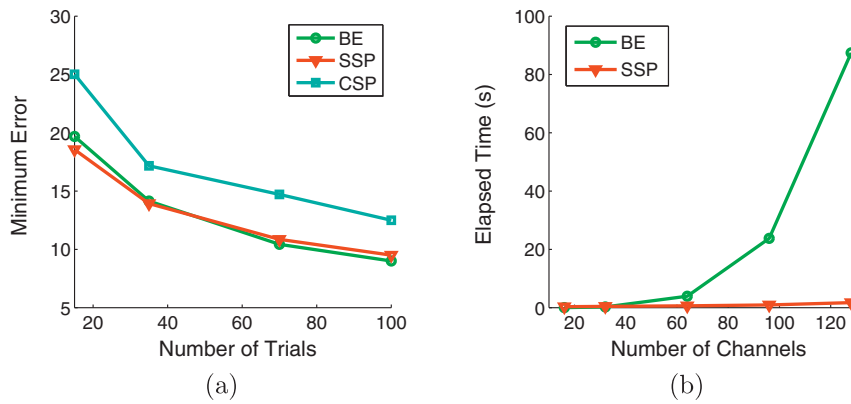 30
25
20
15
10
5
20
40
60
80
100
Minimum Error
Number of Trials
BE
SSP
CSP
(a)
100
80
60
40
20
0
20
40
60
80
100
120
Elapsed Time (s)
Number of Channels
BE
SSP
(b)